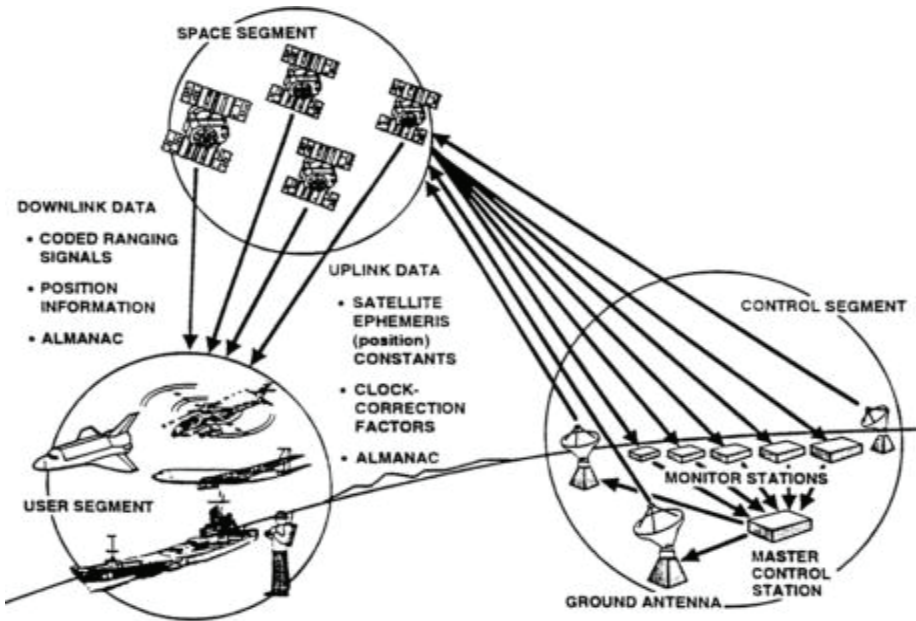 SPACE SEGMENT
DOWNLINK DATA
• CODED RANGING
SIGNALS
• POSITION
INFORMATION
• ALMANAC
UPLINK DATA
• SATELLITE
EPHEMERIS
(position)
CONSTANTS
• CLOCK-
CORRECTION
FACTORS
• ALMANAC
CONTROL SEGMENT
USER SEGMENT
MONITOR STATIONS
MASTER
CONTROL
STATION
GROUND ANTENNA